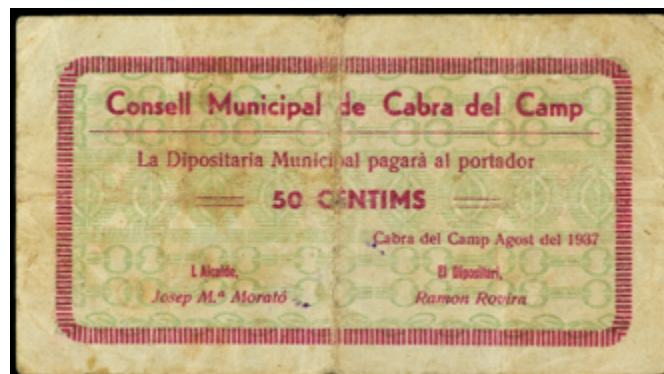 Consell Municipal de Cabra del Camp
La Dipositaria Municipal pagarà al portador
50 CENTIMS
Cabra del Camp Agost del 1937
L'Alcalde, El Dipositari,
Josep M.ª Morató Ramon Rovira